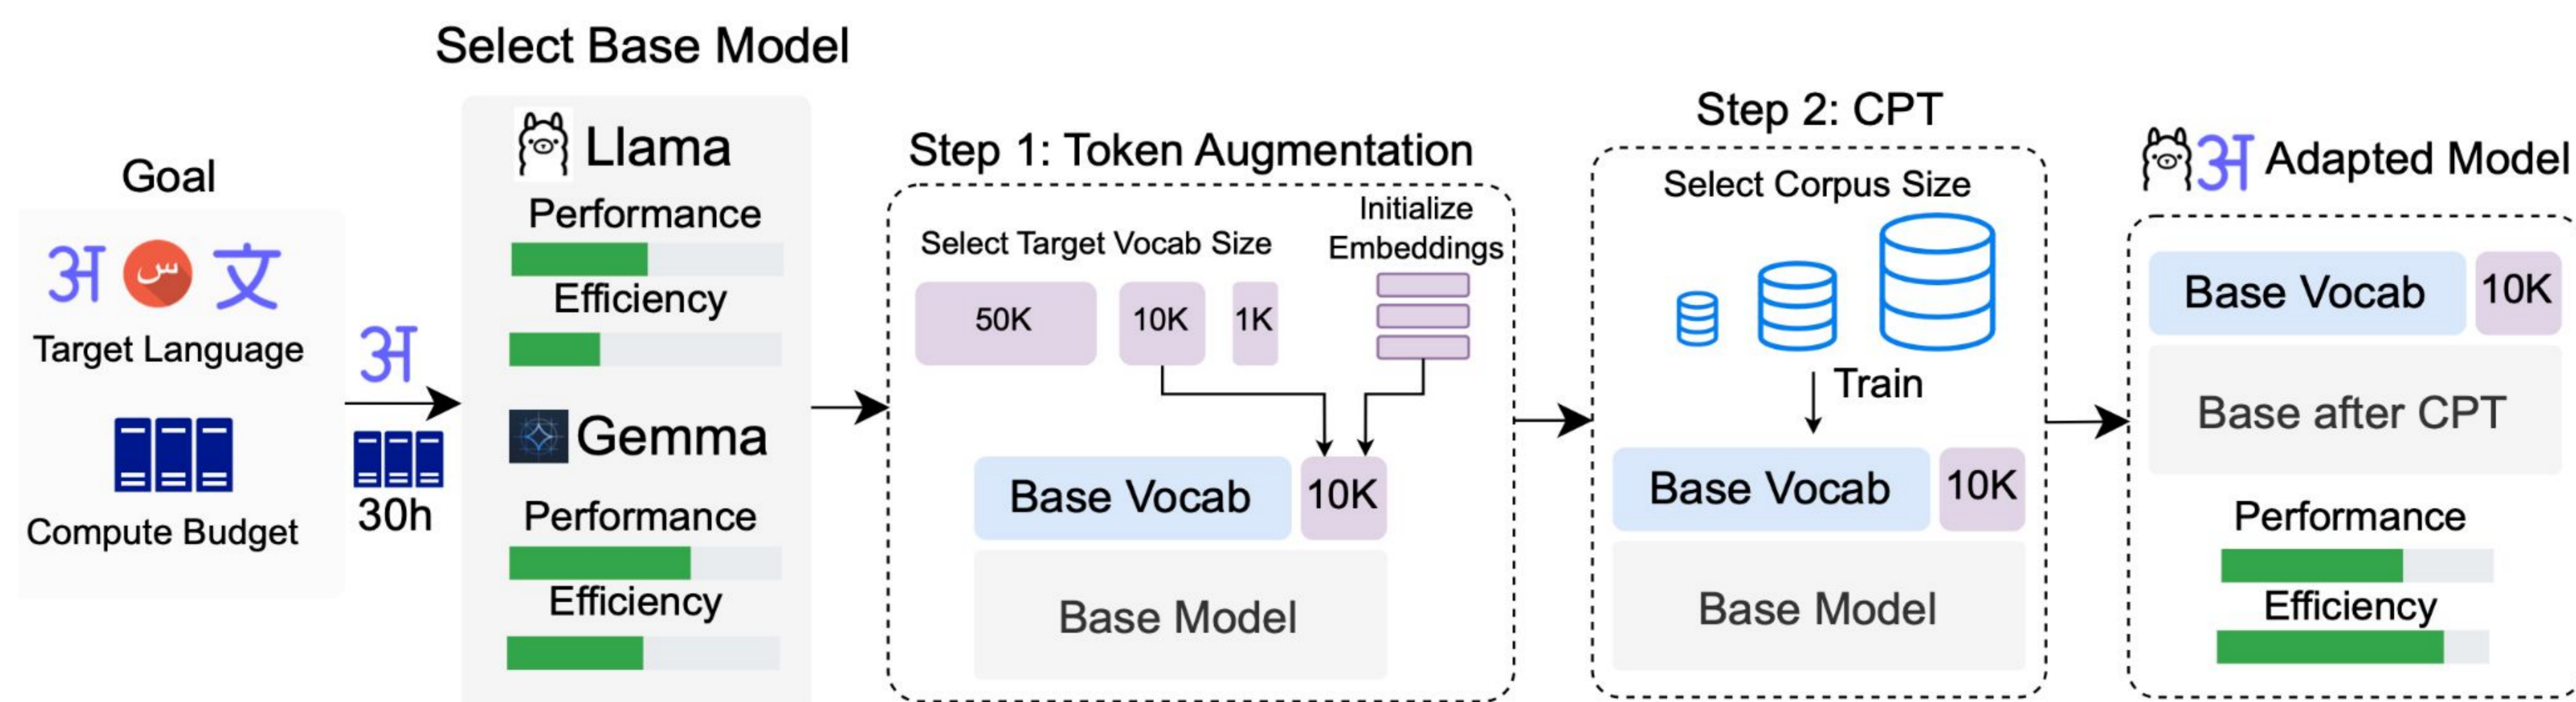 Goal
अ س 文
Target Language
Compute Budget
अ
30h
Select Base Model
Llama
Performance
Efficiency
Gemma
Performance
Efficiency
Step 1: Token Augmentation
Select Target Vocab Size
50K 10K 1K
Initialize
Embeddings
Base Vocab 10K
Base Model
Step 2: CPT
Select Corpus Size
Train
Base Vocab 10K
Base Model
अ Adapted Model
Base Vocab 10K
Base after CPT
Performance
Efficiency